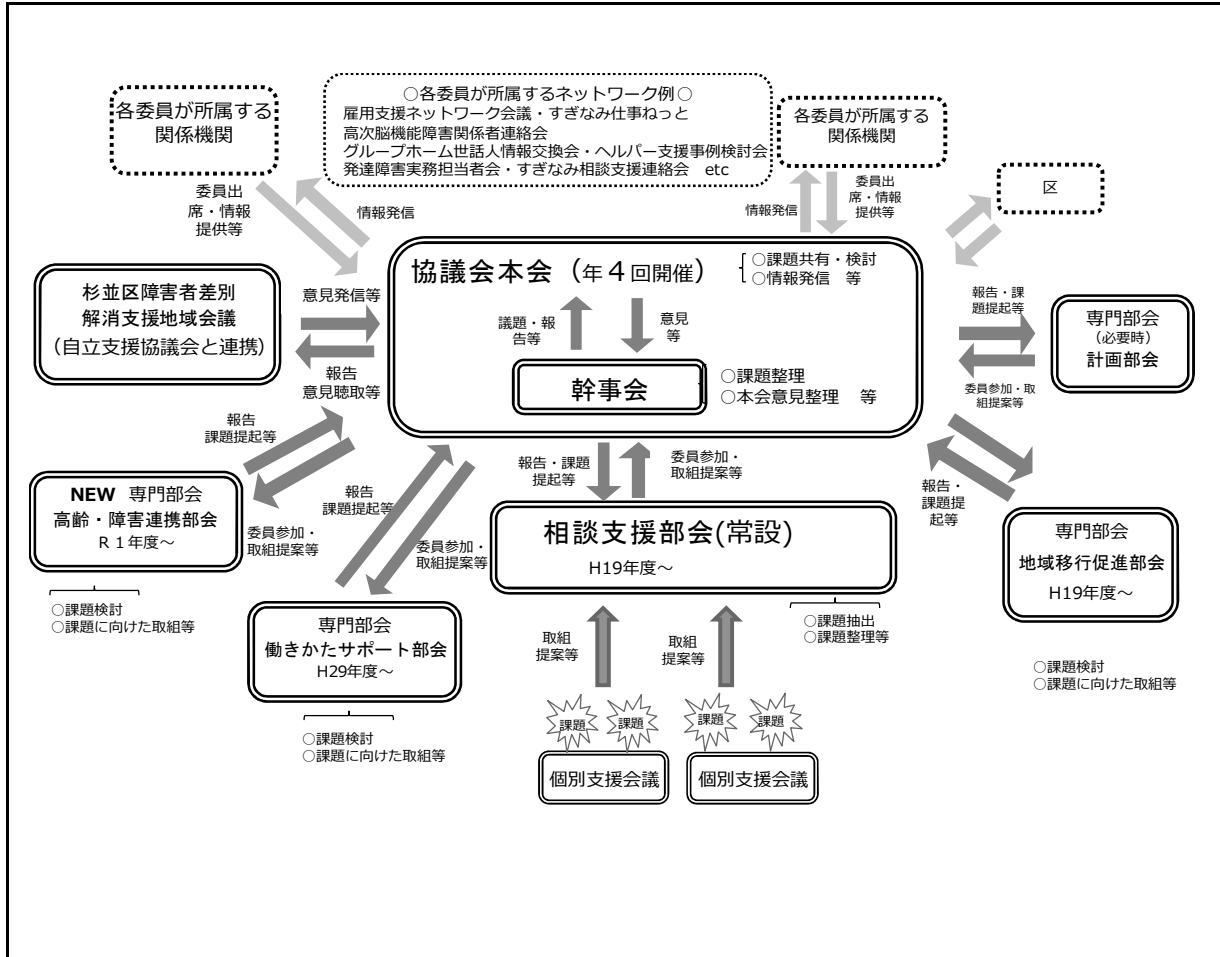 各委員が所属する
関係機関
○各委員が所属するネットワーク例○
雇用支援ネットワーク会議・すぎなみ仕事ねっと
高次脳機能障害関係者連絡会
グループホーム世話人情報交換会・ヘルパー支援事例検討会
発達障害実務担当者会・すぎなみ相談支援連絡会 etc
各委員が所属する
関係機関
区
委員出
席・情報
提供等
情報発信
情報発信
委員出
席・情報
提供等
協議会本会（年４回開催）
○課題共有・検討
○情報発信 等
議題・報
告等
意見
等
幹事会
○課題整理
○本会意見整理 等
杉並区障害者差別
解消支援地域会議
(自立支援協議会と連携)
意見発信等
報告
意見聴取等
報告・課
題提起等
専門部会
（必要時）
計画部会
委員参加・取
組提案等
報告
課題提起等
NEW 専門部会
高齢・障害連携部会
R１年度～
委員参加・
取組提案等
○課題検討
○課題に向けた取組等
報告
課題提起等
委員参加・
取組提案等
専門部会
働きかたサポート部会
H29年度～
○課題検討
○課題に向けた取組等
報告・課題
提起等
委員参加・
取組提案等
相談支援部会(常設)
H19年度～
○課題抽出
○課題整理等
取組
提案等
取組
提案等
課題
課題
課題
課題
個別支援会議
個別支援会議
報告・
課題提
起等
専門部会
地域移行促進部会
H19年度～
○課題検討
○課題に向けた取組等